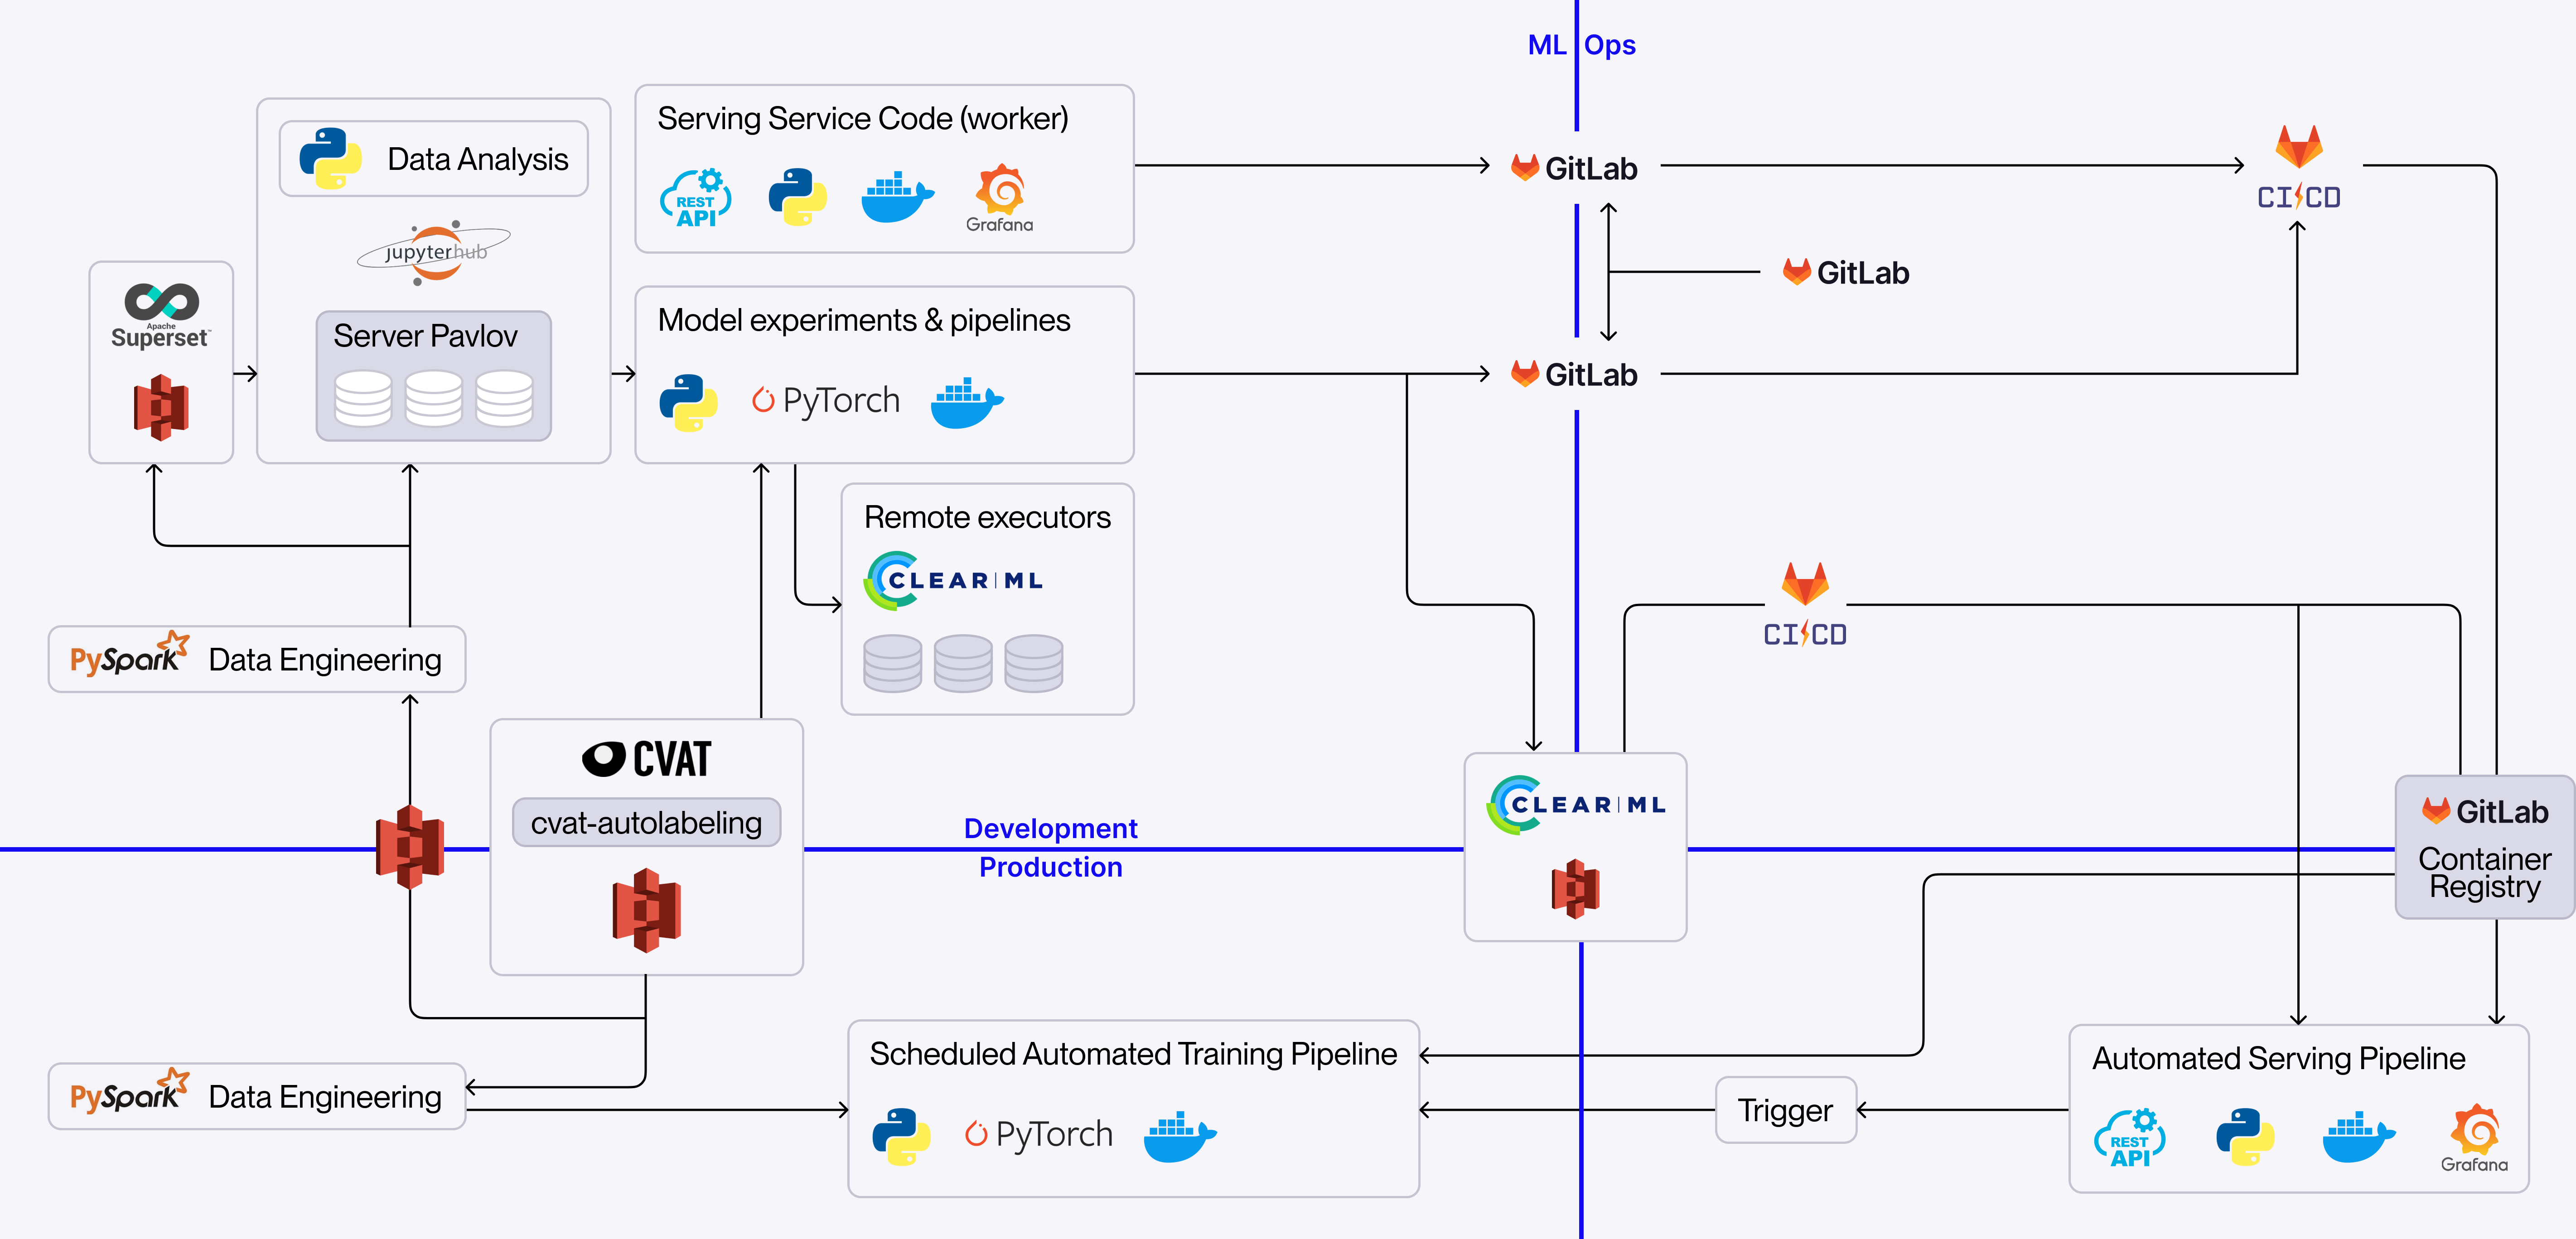 ML Ops
Serving Service Code (worker)
REST
API
Grafana
Data Analysis
jupyterhub
Server Pavlov
Apache
Superset™
Model experiments & pipelines
PyTorch
GitLab
CI CD
GitLab
GitLab
Remote executors
CLEAR|ML
CI CD
PySpark Data Engineering
CVAT
cvat-autolabeling
Development
Production
CLEAR|ML
GitLab
Container
Registry
PySpark Data Engineering
Scheduled Automated Training Pipeline
PyTorch
Trigger
Automated Serving Pipeline
REST
API
Grafana